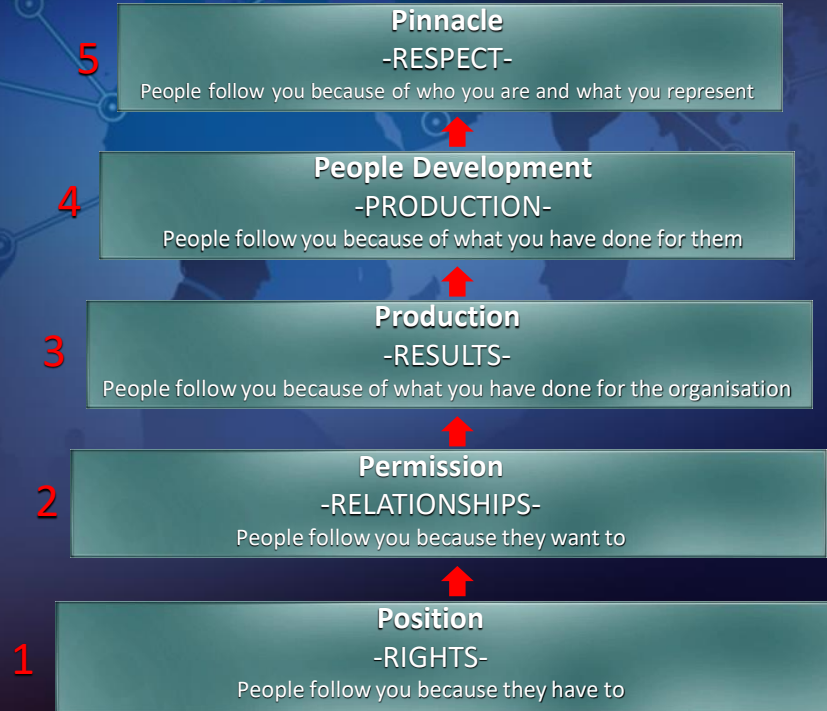 5
Pinnacle
-RESPECT-
People follow you because of who you are and what you represent
4
People Development
-PRODUCTION-
People follow you because of what you have done for them
3
Production
-RESULTS-
People follow you because of what you have done for the organisation
2
Permission
-RELATIONSHIPS-
People follow you because they want to
1
Position
-RIGHTS-
People follow you because they have to